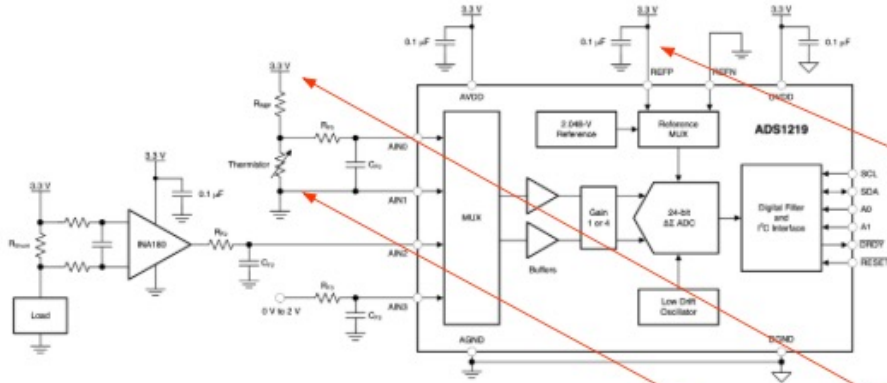 3.3 V
3.3 V
3.3 V
0.1 µF
0.1 µF
0.1 µF
3.3 V
REFP
REFN
AVDD
DVDD
R
2.048-V
Reference
Reference
MUX
ADS1219
R
AIN0
Thermistor
C
3.3 V
AIN1
SCL
3.3 V
0.1 µF
SDA
MUX
Gain
1 or 4
24-bit
ΔΣ ADC
Digital Filter
and
I²C Interface
A0
A1
R
INA180
R
AIN2
DRDY
Buffers
RESET
C
R
Load
AIN3
Low Drift
Oscillator
0 V to 2 V
C
AGND
DGND